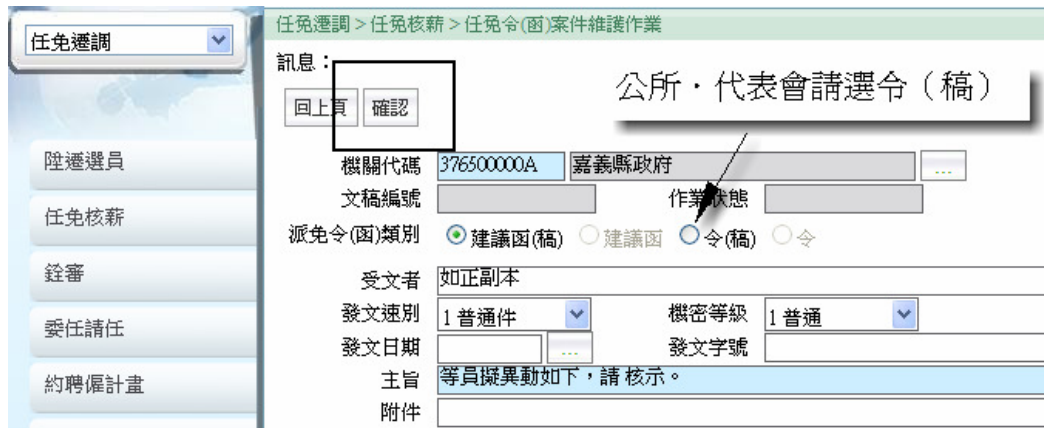 任免遷調
陞遷選員
任免核薪
銓審
委任請任
約聘僱計畫
任免遷調 > 任免核薪 > 任免令(函)案件維護作業
訊息：
公所・代表會請選令（稿）
回上頁 確認
機關代碼 376500000A 嘉義縣政府 ...
文稿編號 作業狀態
派免令(函)類別 建議函(稿) 建議函 令(稿) 令
受文者 如正副本
發文速別 1 普通件 機密等級 1 普通
發文日期 ... 發文字號
主旨 等員擬異動如下，請 核示。
附件